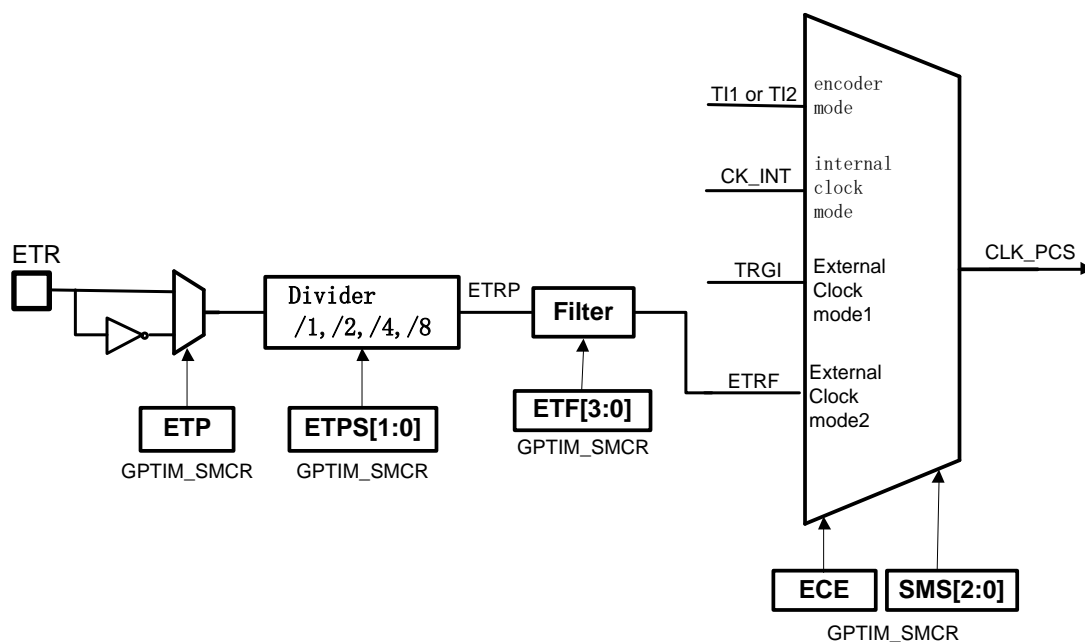 TI1 or TI2
encoder
mode
CK_INT
internal
clock
mode
ETR
Divider
/1, /2, /4, /8
ETRP
Filter
TRGI
External
Clock
mode1
CLK_PCS
ETRF
External
Clock
mode2
ETP
ETPS[1:0]
ETF[3:0]
GPTIM_SMCR
GPTIM_SMCR
GPTIM_SMCR
ECE
SMS[2:0]
GPTIM_SMCR